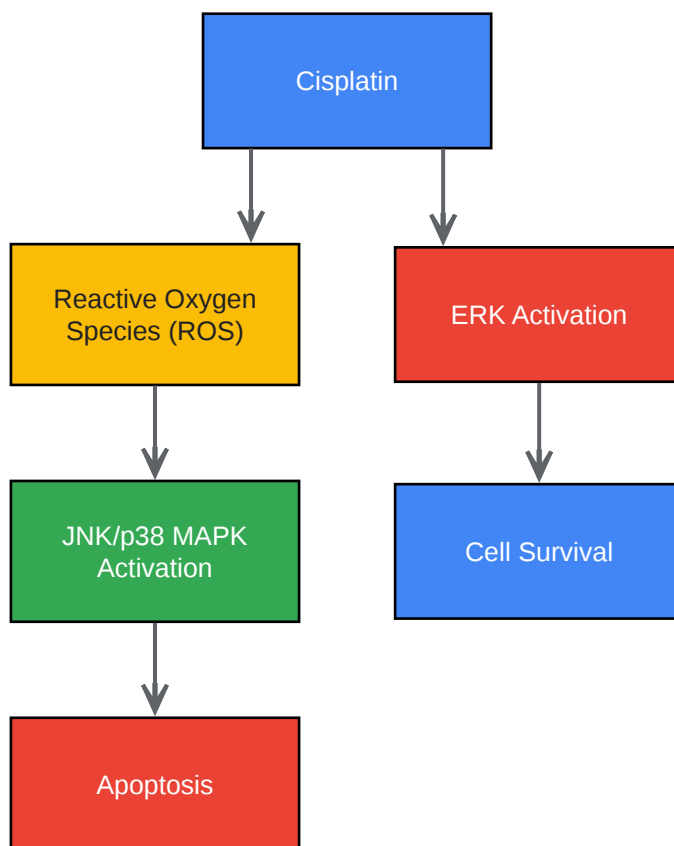 Cisplatin
Reactive Oxygen
Species (ROS)
ERK Activation
JNK/p38 MAPK
Activation
Cell Survival
Apoptosis